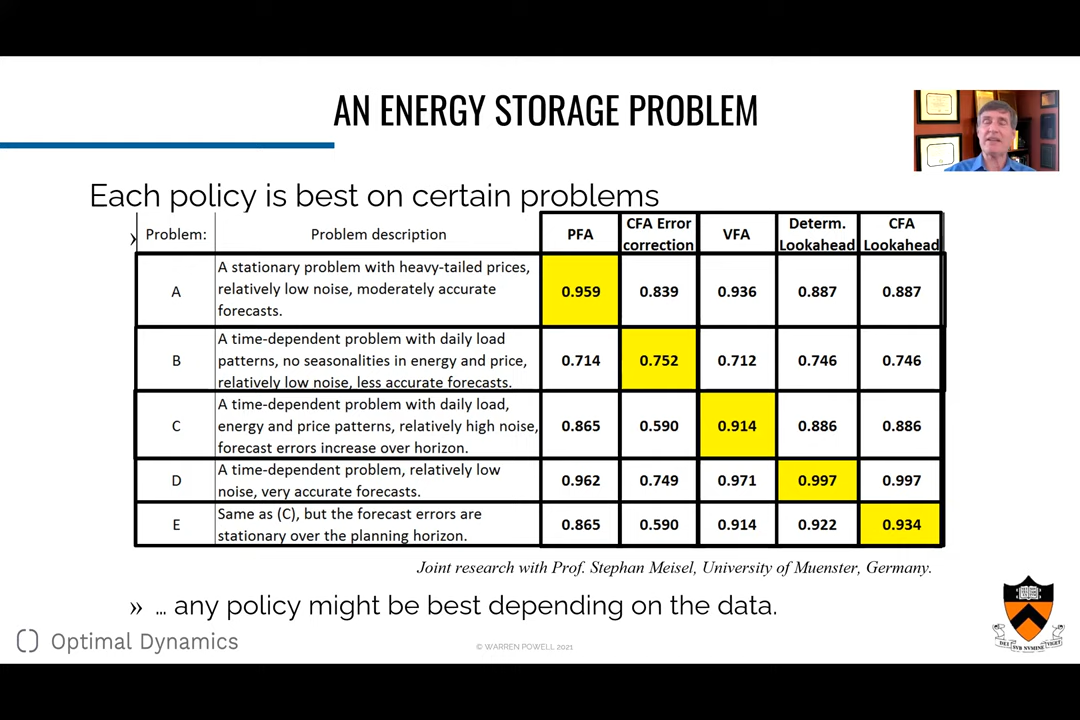 AN ENERGY STORAGE PROBLEM
Each policy is best on certain problems
» Problem: Problem description PFA CFA Error correction VFA Determ. Lookahead CFA Lookahead
A A stationary problem with heavy-tailed prices, relatively low noise, moderately accurate forecasts. 0.959 0.839 0.936 0.887 0.887
B A time-dependent problem with daily load patterns, no seasonalities in energy and price, relatively low noise, less accurate forecasts. 0.714 0.752 0.712 0.746 0.746
C A time-dependent problem with daily load, energy and price patterns, relatively high noise, forecast errors increase over horizon. 0.865 0.590 0.914 0.886 0.886
D A time-dependent problem, relatively low noise, very accurate forecasts. 0.962 0.749 0.971 0.997 0.997
E Same as (C), but the forecast errors are stationary over the planning horizon. 0.865 0.590 0.914 0.922 0.934
Joint research with Prof. Stephan Meisel, University of Muenster, Germany.
» … any policy might be best depending on the data.
Optimal Dynamics
© WARREN POWELL 2021